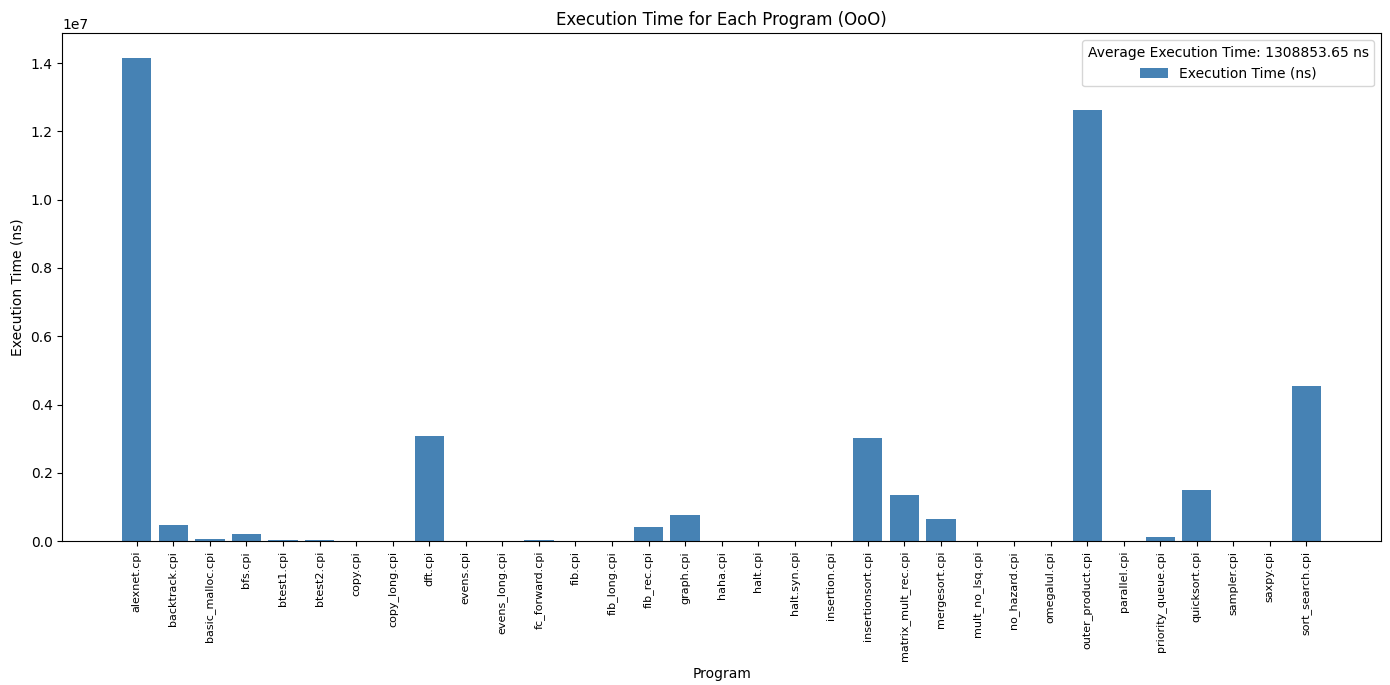 Execution Time for Each Program (OoO)
1e7
Average Execution Time: 1308853.65 ns
Execution Time (ns)
1.4
1.2
1.0
0.8
0.6
0.4
0.2
0.0
Execution Time (ns)
alexnet.cpi
backtrack.cpi
basic_malloc.cpi
bfs.cpi
btest1.cpi
btest2.cpi
copy.cpi
copy_long.cpi
dft.cpi
evens.cpi
evens_long.cpi
fc_forward.cpi
fib.cpi
fib_long.cpi
fib_rec.cpi
graph.cpi
haha.cpi
halt.cpi
halt.syn.cpi
insertion.cpi
insertionsort.cpi
matrix_mult_rec.cpi
mergesort.cpi
mult_no_lsq.cpi
no_hazard.cpi
omegalul.cpi
outer_product.cpi
parallel.cpi
priority_queue.cpi
quicksort.cpi
sampler.cpi
saxpy.cpi
sort_search.cpi
Program